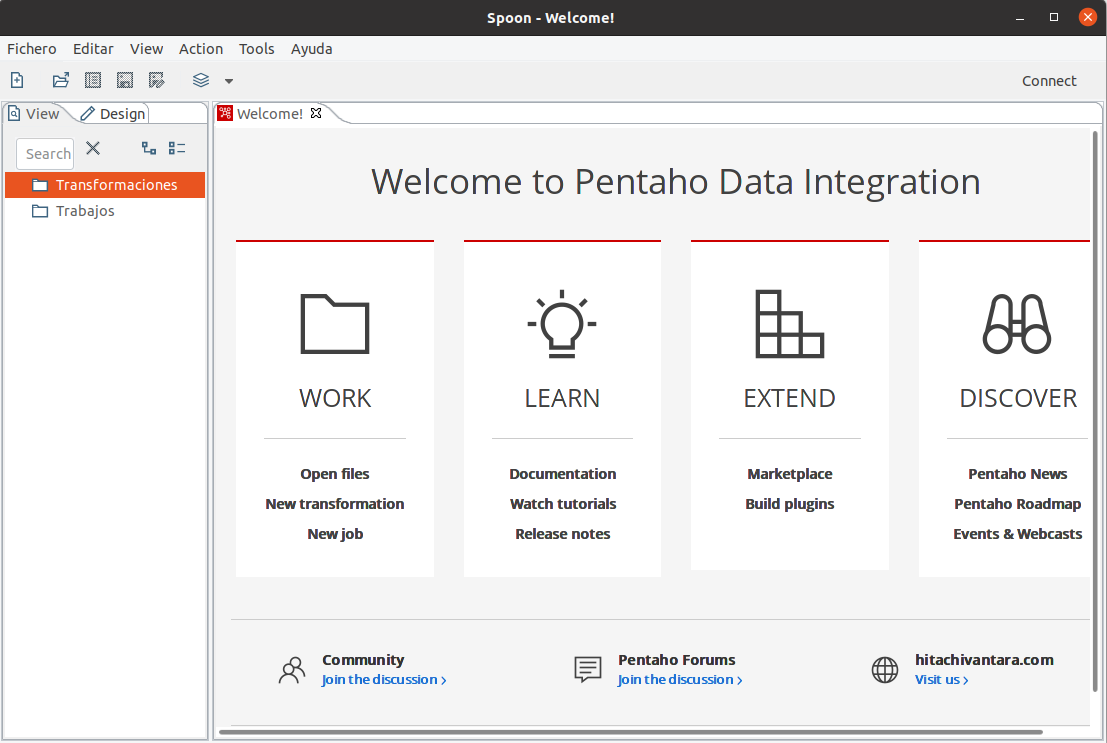 Spoon - Welcome!
Fichero Editar View Action Tools Ayuda
Connect
View Design
Welcome!
Search
Transformaciones
Trabajos
Welcome to Pentaho Data Integration
WORK
Open files
New transformation
New job
LEARN
Documentation
Watch tutorials
Release notes
EXTEND
Marketplace
Build plugins
DISCOVER
Pentaho News
Pentaho Roadmap
Events & Webcasts
Community
Join the discussion ›
Pentaho Forums
Join the discussion ›
hitachivantara.com
Visit us ›